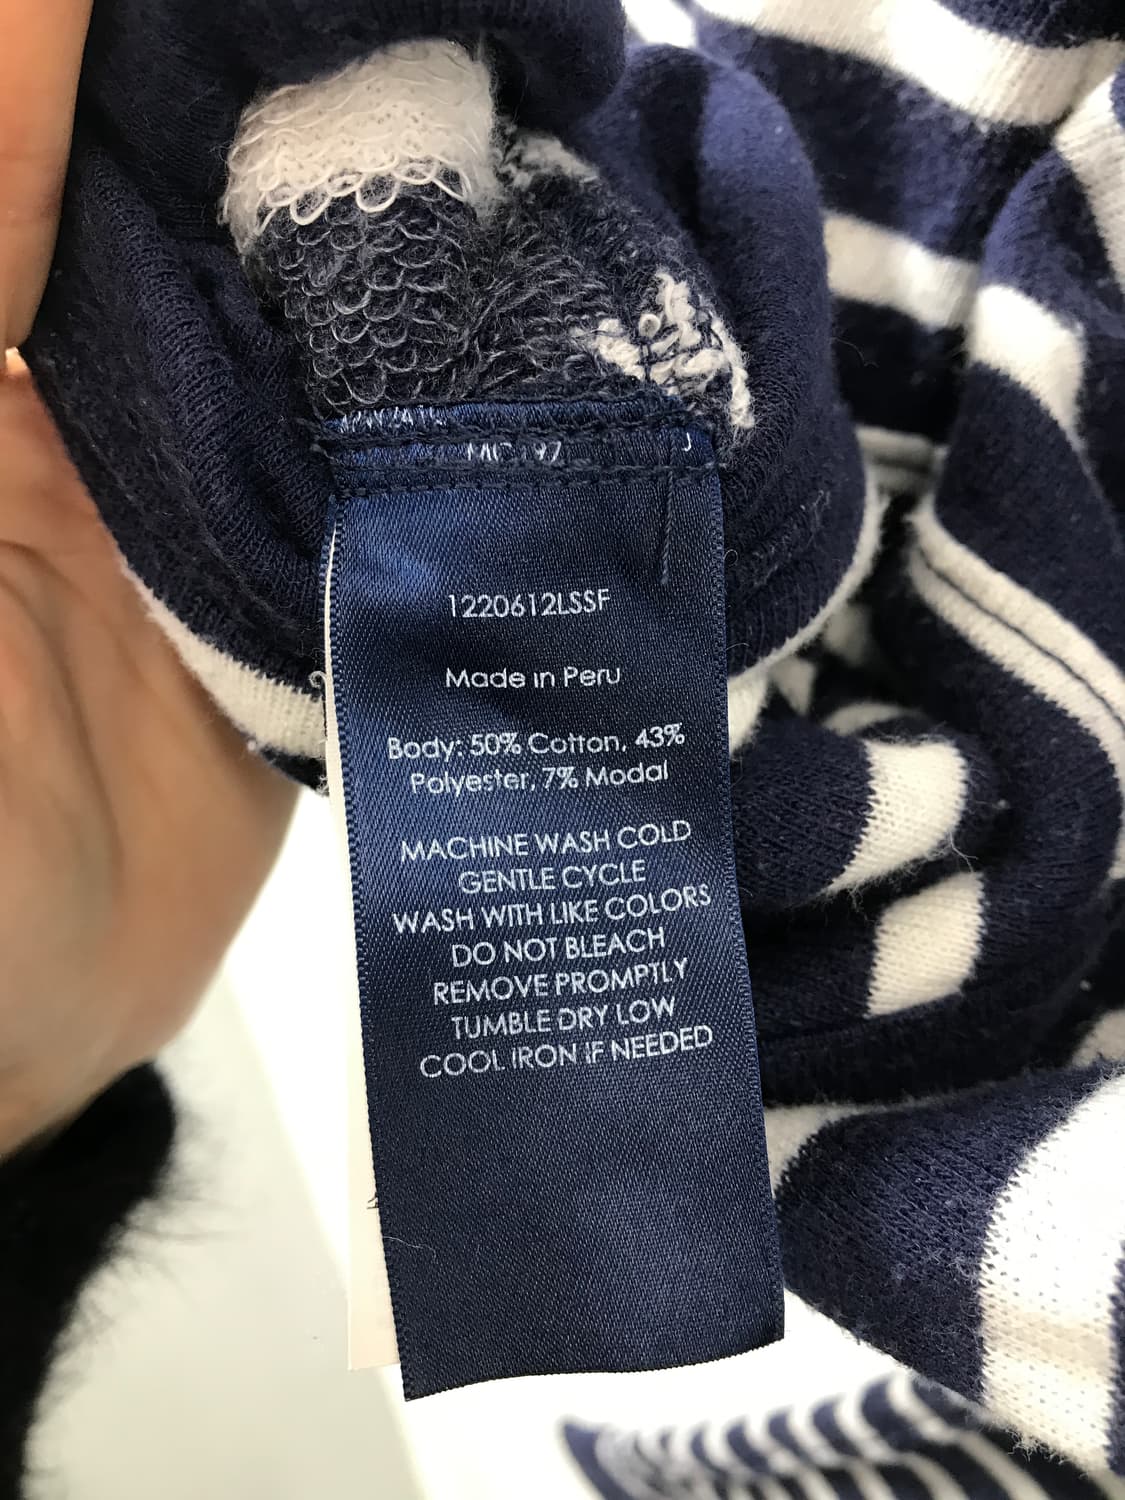 1220612LSSF
Made in Peru
Body: 50% Cotton, 43%
Polyester, 7% Modal
MACHINE WASH COLD
GENTLE CYCLE
WASH WITH LIKE COLORS
DO NOT BLEACH
REMOVE PROMPTLY
TUMBLE DRY LOW
COOL IRON IF NEEDED